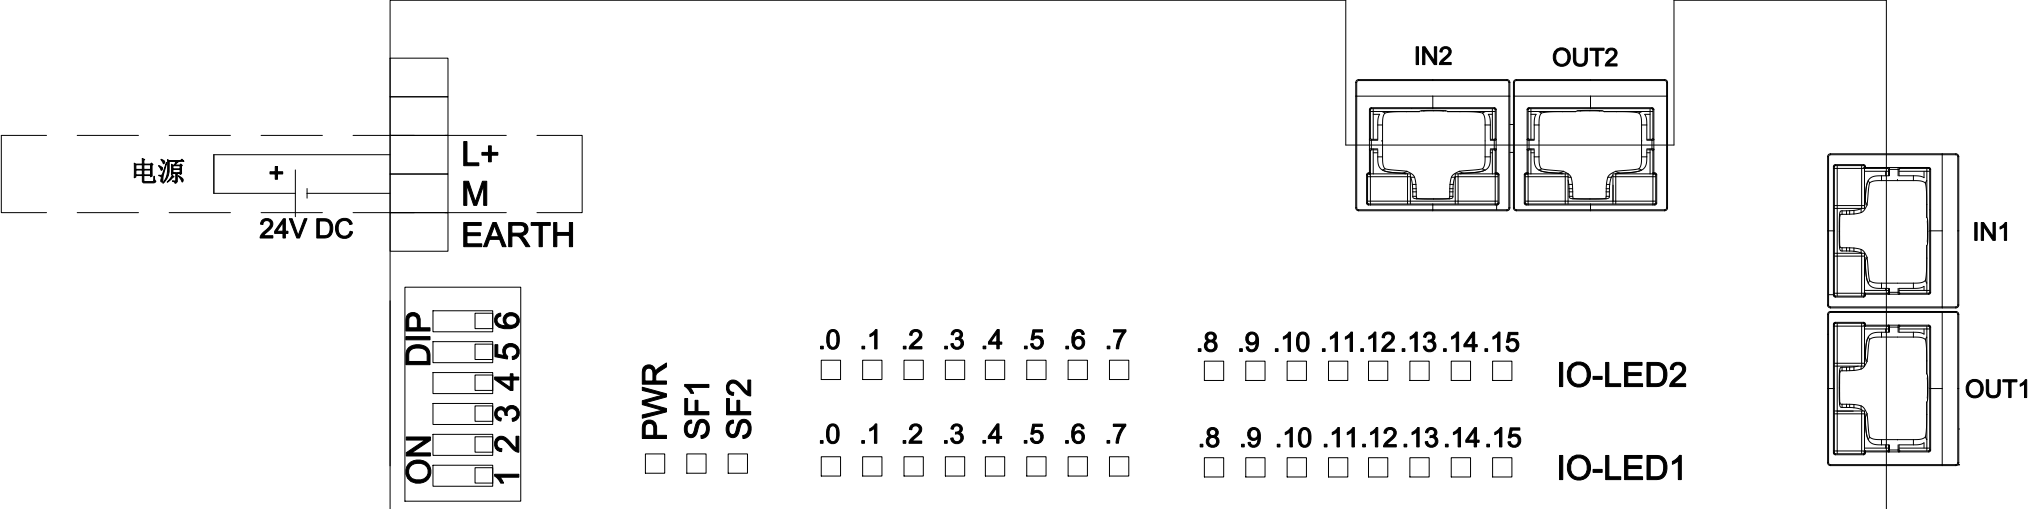 IN2 OUT2
电源 + L+
M
24V DC EARTH
IN1
DIP ON
6
5
4
3
2
1
PWR
SF1
SF2
.0 .1 .2 .3 .4 .5 .6 .7 .8 .9 .10 .11 .12 .13 .14 .15
IO-LED2
.0 .1 .2 .3 .4 .5 .6 .7 .8 .9 .10 .11 .12 .13 .14 .15
IO-LED1
OUT1